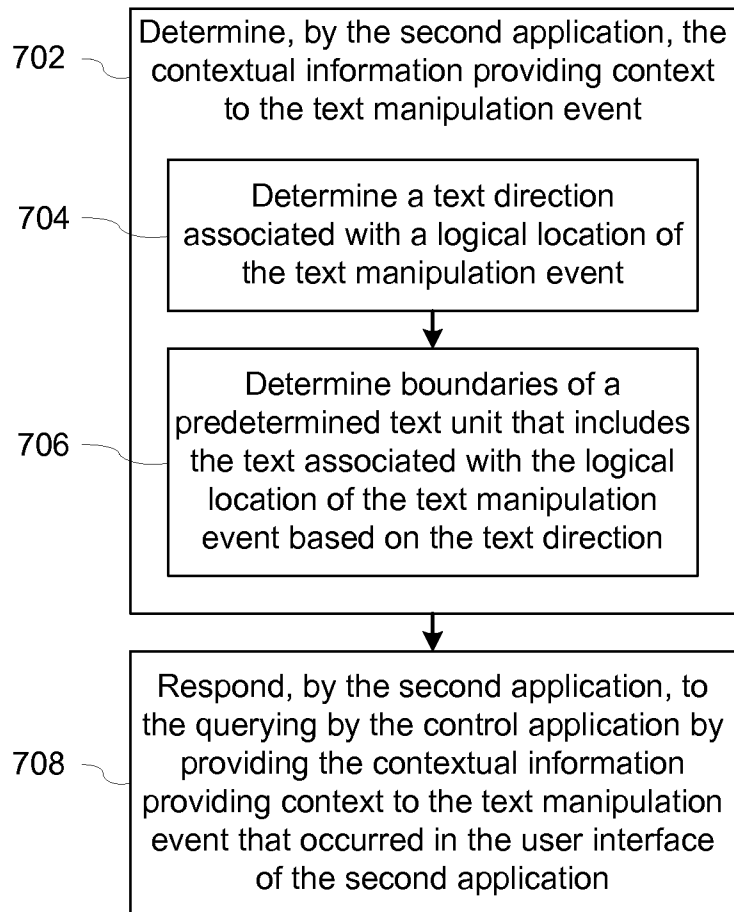 702
Determine, by the second application, the
contextual information providing context
to the text manipulation event
704
Determine a text direction
associated with a logical location of
the text manipulation event
706
Determine boundaries of a
predetermined text unit that includes
the text associated with the logical
location of the text manipulation
event based on the text direction
708
Respond, by the second application, to
the querying by the control application by
providing the contextual information
providing context to the text manipulation
event that occurred in the user interface
of the second application